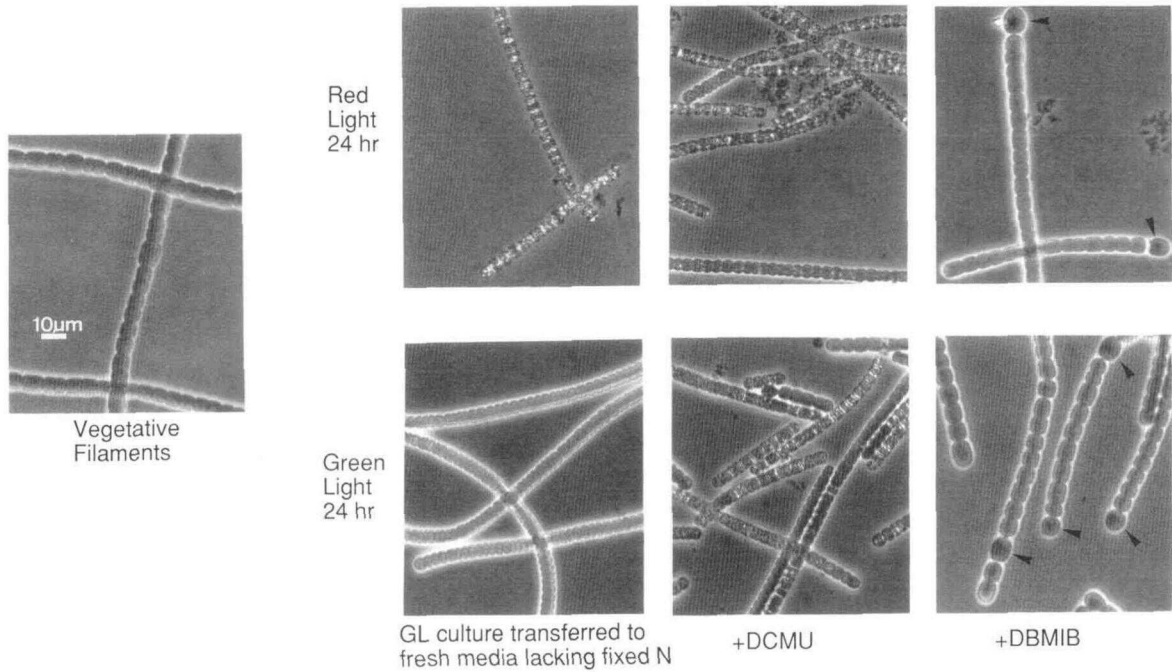 Red
Light
24 hr
10µm
Vegetative
Filaments
Green
Light
24 hr
GL culture transferred to
fresh media lacking fixed N
+DCMU
+DBMIB